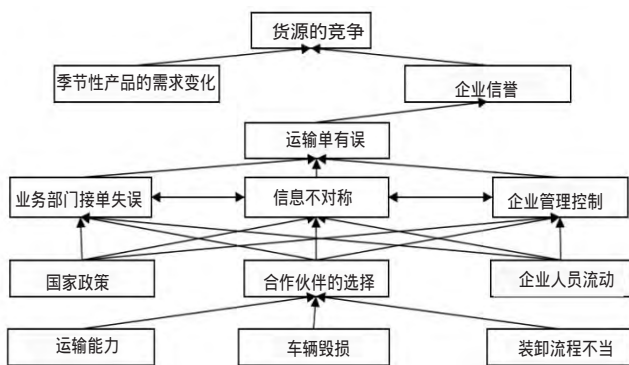 货源的竞争
季节性产品的需求变化
企业信誉
运输单有误
业务部门接单失误
信息不对称
企业管理控制
国家政策
合作伙伴的选择
企业人员流动
运输能力
车辆毁损
装卸流程不当